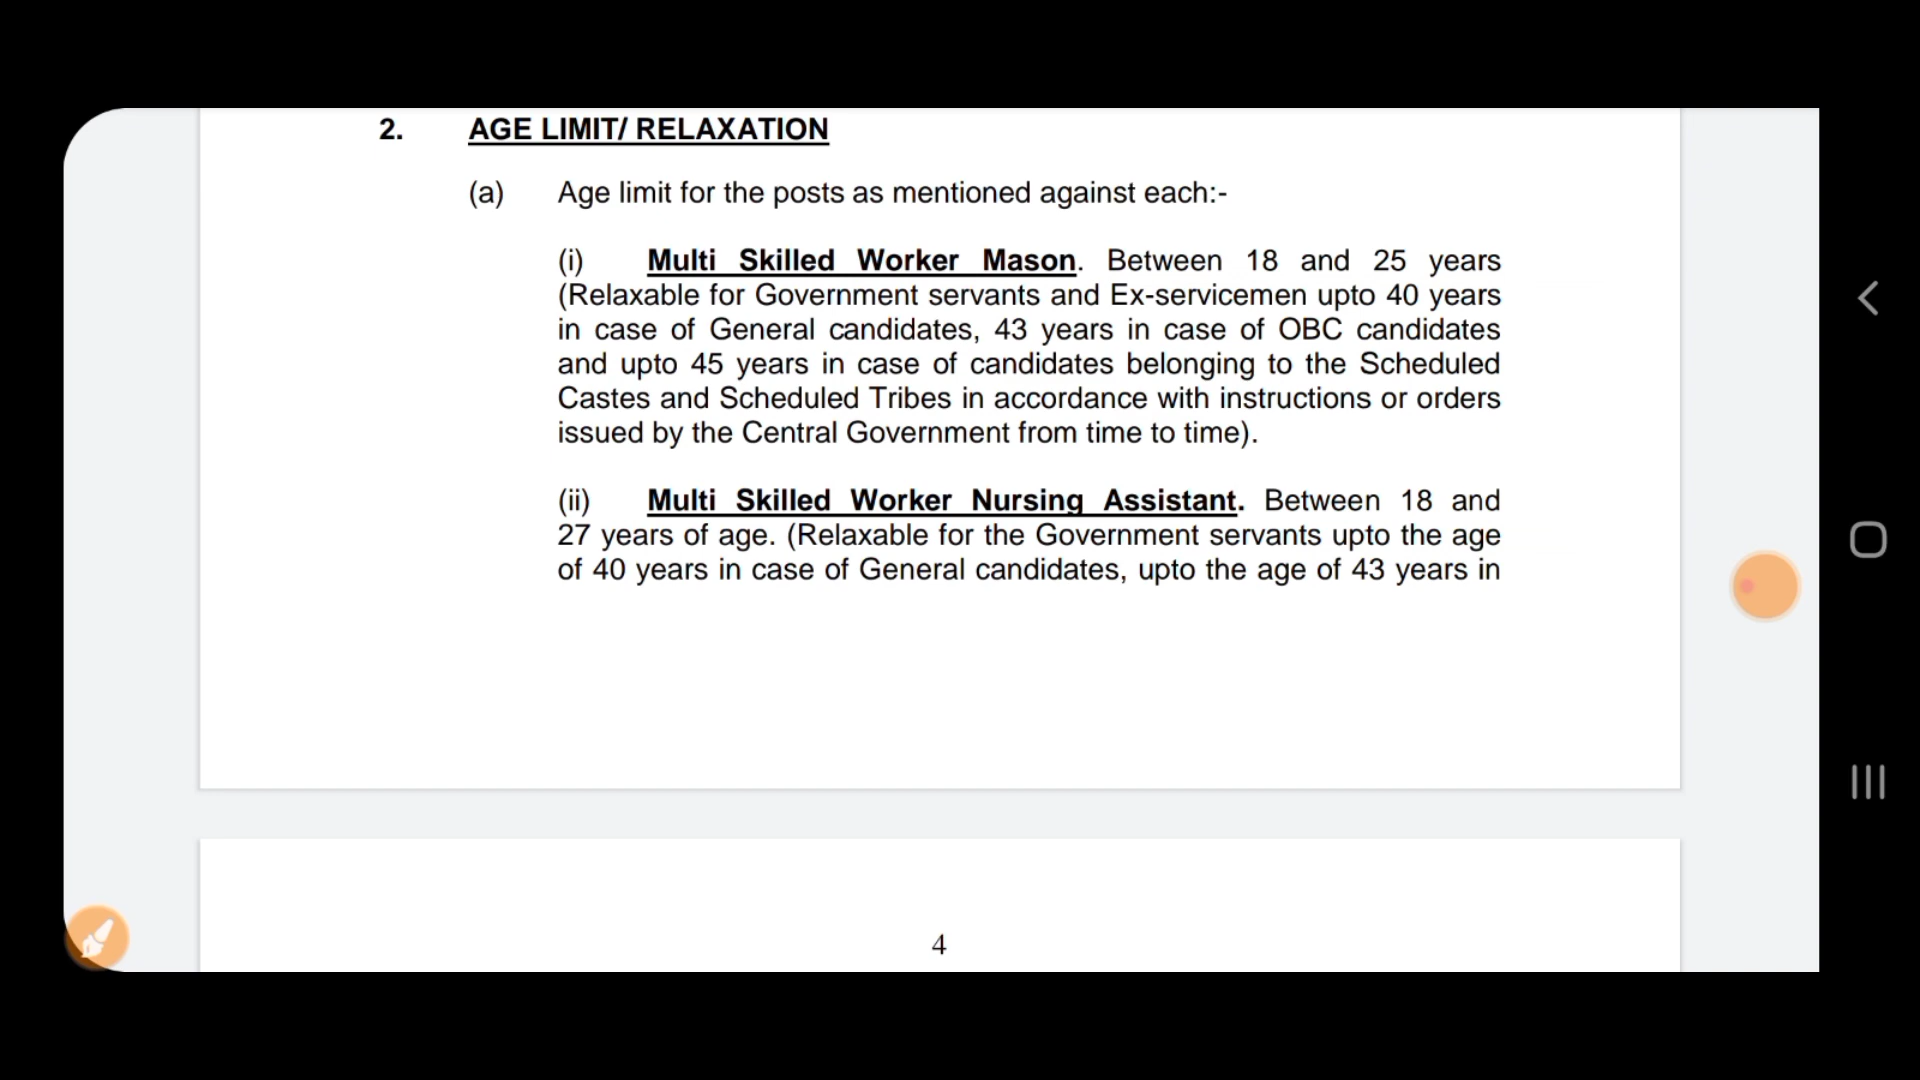 2. AGE LIMIT/ RELAXATION
(a) Age limit for the posts as mentioned against each:-
(i) Multi Skilled Worker Mason. Between 18 and 25 years
(Relaxable for Government servants and Ex-servicemen upto 40 years
in case of General candidates, 43 years in case of OBC candidates
and upto 45 years in case of candidates belonging to the Scheduled
Castes and Scheduled Tribes in accordance with instructions or orders
issued by the Central Government from time to time).
(ii) Multi Skilled Worker Nursing Assistant. Between 18 and
27 years of age. (Relaxable for the Government servants upto the age
of 40 years in case of General candidates, upto the age of 43 years in
4